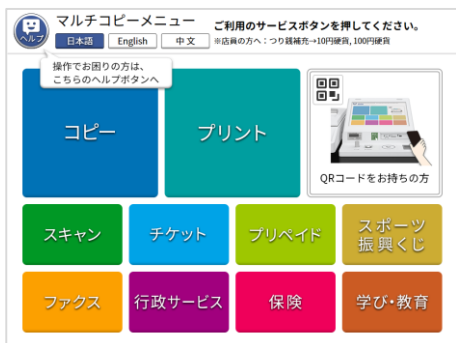 ヘルプ
マルチコピーメニュー
日本語 English 中文
ご利用のサービスボタンを押してください。
※店員の方へ：つり銭補充→10円硬貨,100円硬貨
操作でお困りの方は、
こちらのヘルプボタンへ
コピー
プリント
QRコードをお持ちの方
スキャン
チケット
プリペイド
スポーツ
振興くじ
ファクス
行政サービス
保険
学び・教育